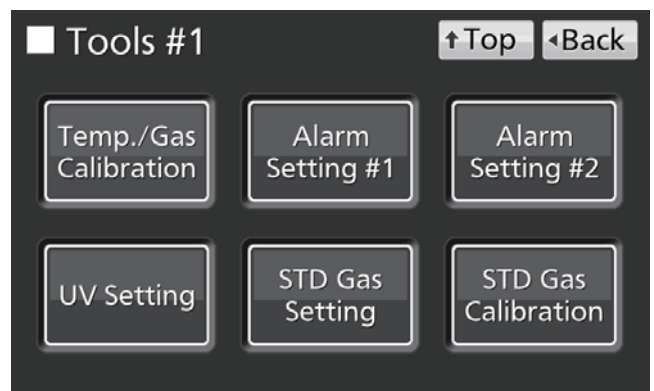 Tools #1
↑Top
◂Back
Temp./Gas
Calibration
Alarm
Setting #1
Alarm
Setting #2
UV Setting
STD Gas
Setting
STD Gas
Calibration